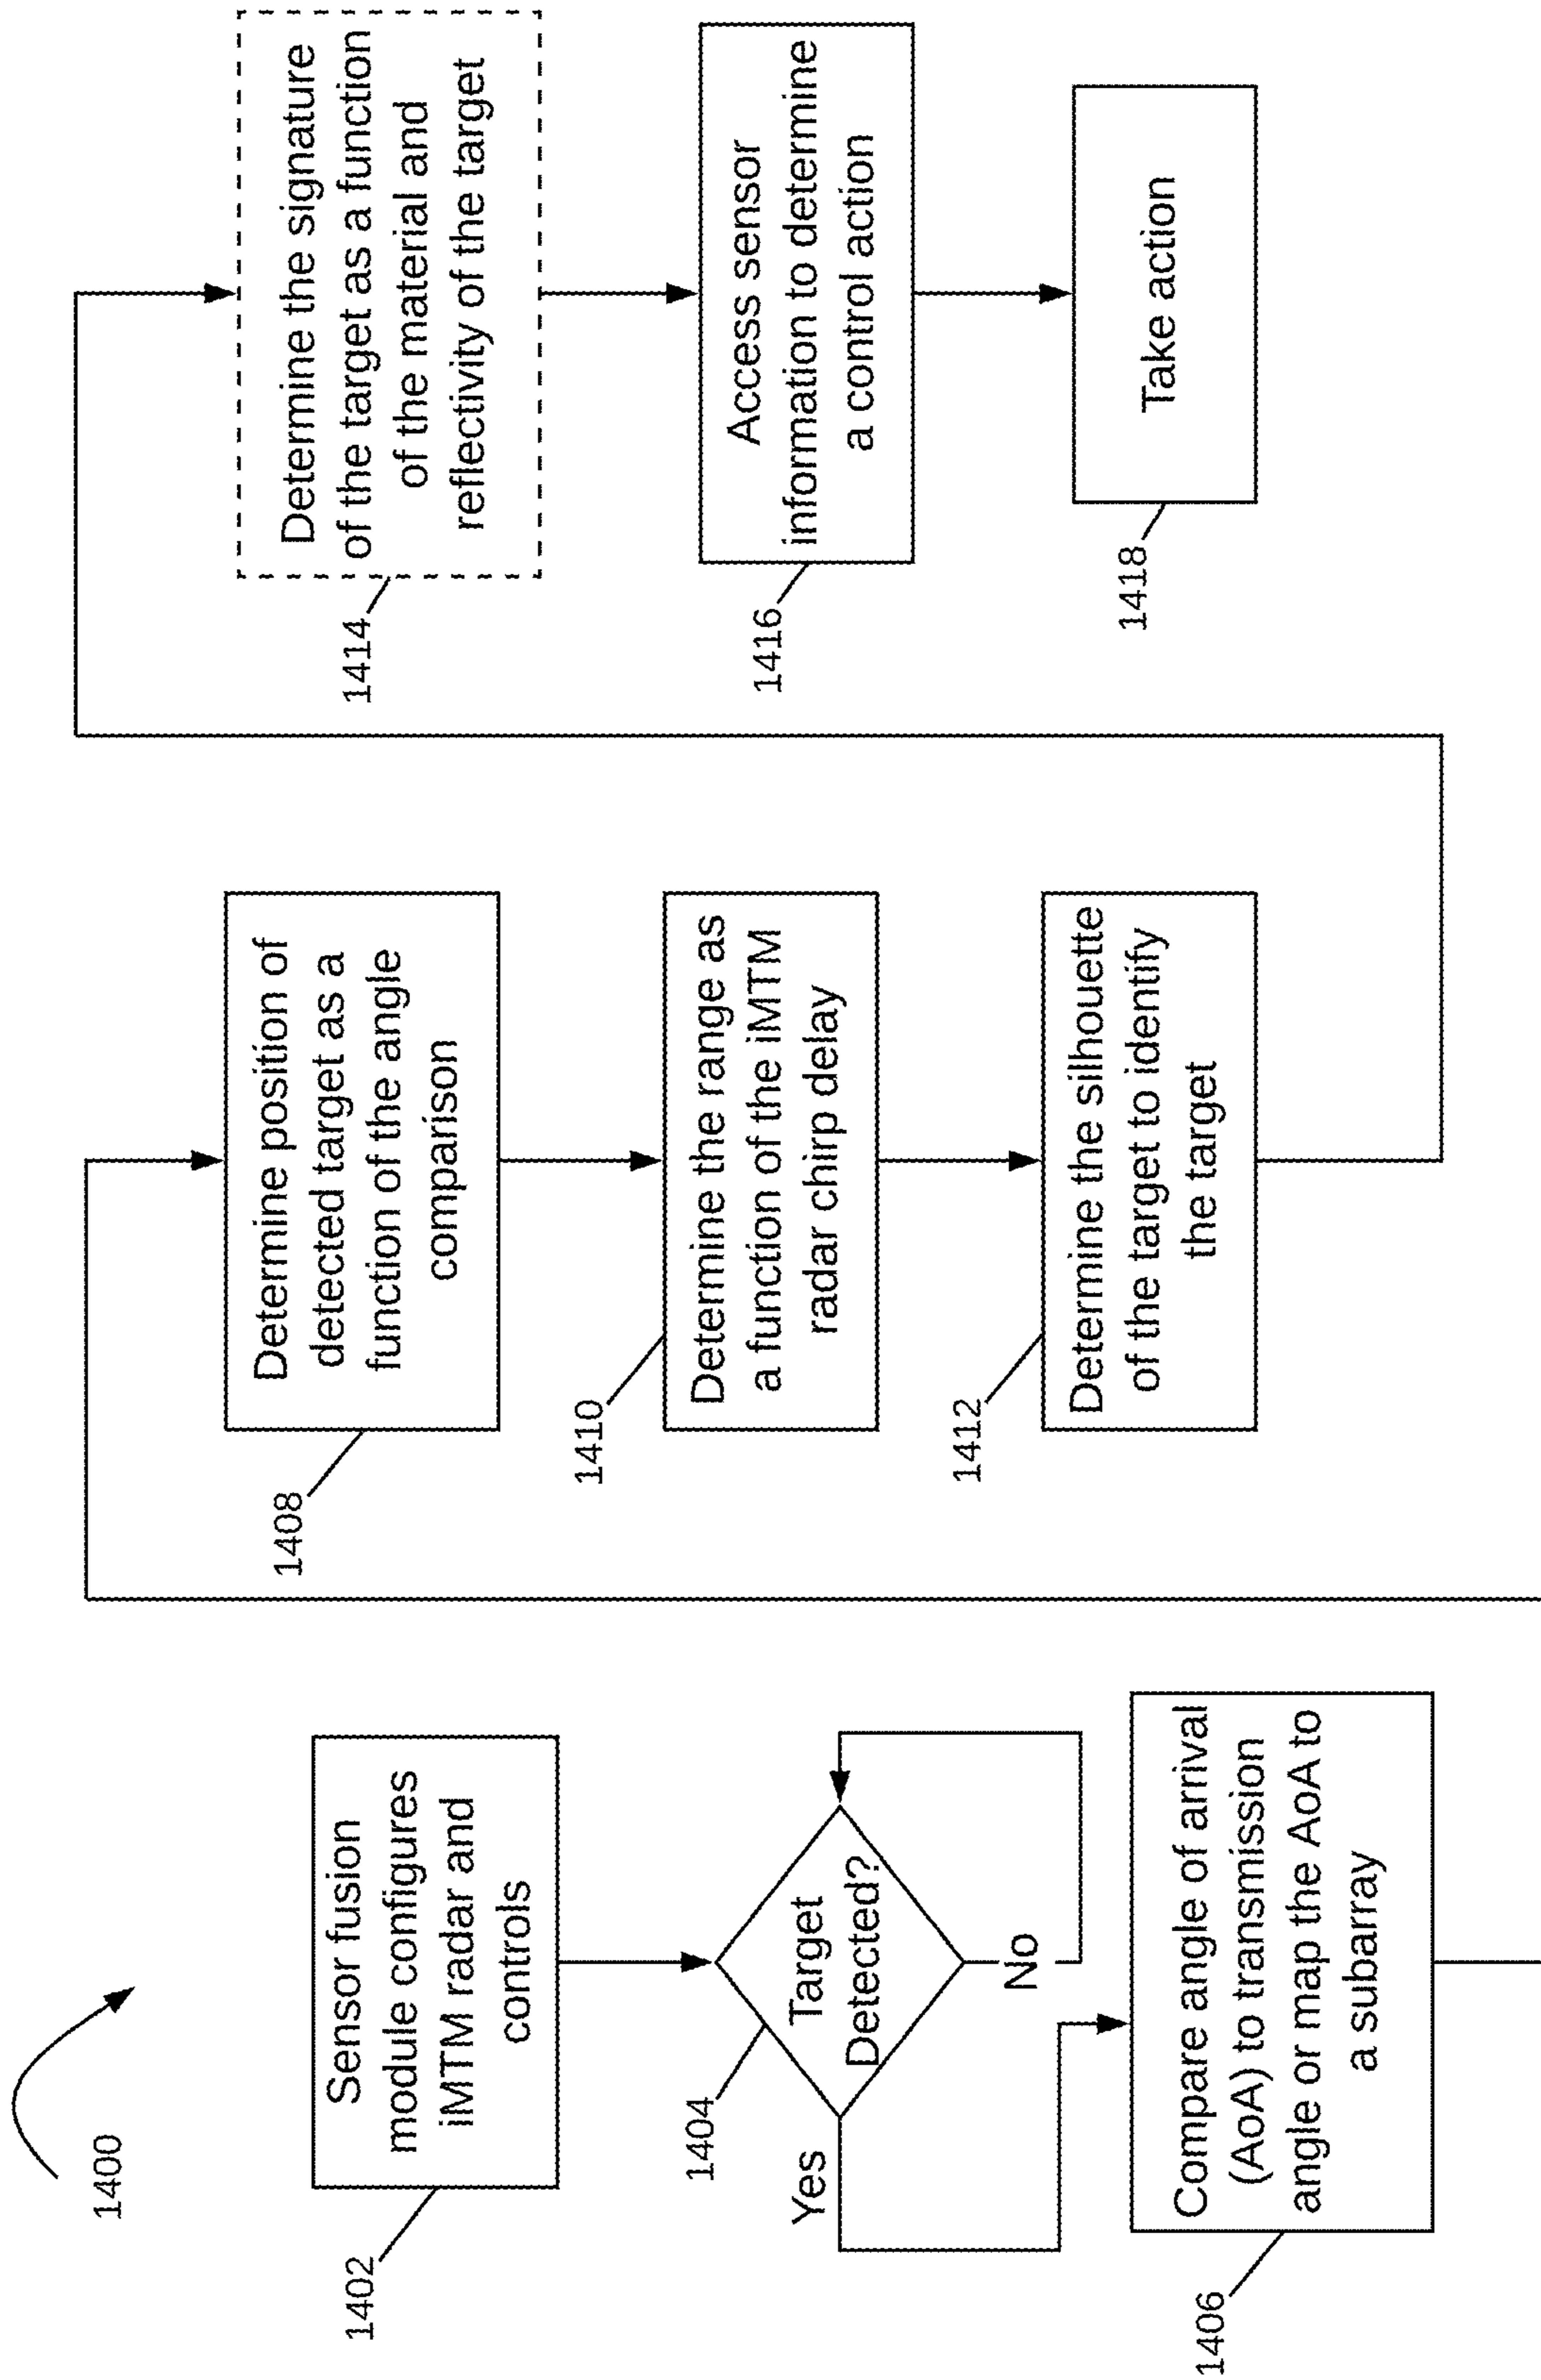 1400
1402
Sensor fusion
module configures
iMTM radar and
controls
1404
Target
Detected?
Yes
No
1406
Compare angle of arrival
(AoA) to transmission
angle or map the AoA to
a subarray
1408
Determine position of
detected target as a
function of the angle
comparison
1410
Determine the range as
a function of the iMTM
radar chirp delay
1412
Determine the silhouette
of the target to identify
the target
1414
Determine the signature
of the target as a function
of the material and
reflectivity of the target
1416
Access sensor
information to determine
a control action
1418
Take action